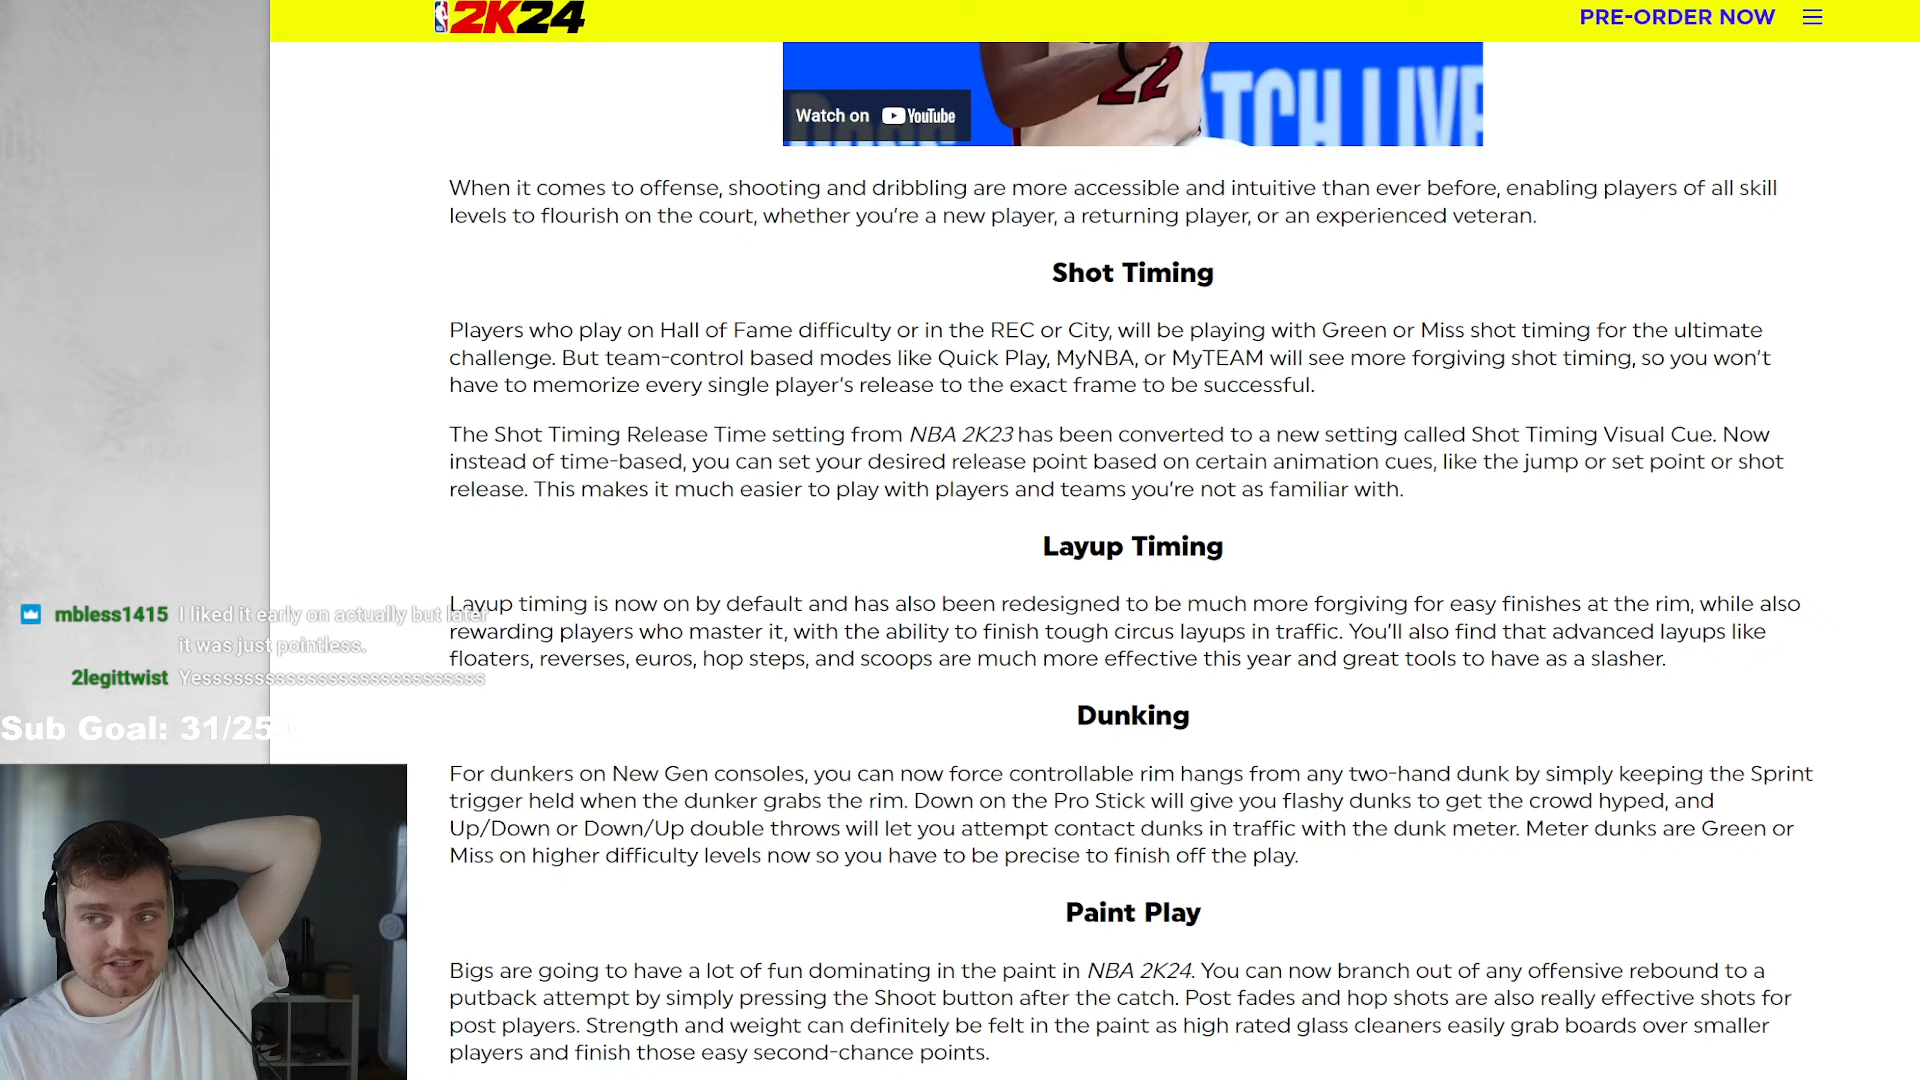 2K24
PRE-ORDER NOW
22
ATCH LIVE
Watch on YouTube
When it comes to offense, shooting and dribbling are more accessible and intuitive than ever before, enabling players of all skill
levels to flourish on the court, whether you’re a new player, a returning player, or an experienced veteran.
Shot Timing
Players who play on Hall of Fame difficulty or in the REC or City, will be playing with Green or Miss shot timing for the ultimate
challenge. But team-control based modes like Quick Play, MyNBA, or MyTEAM will see more forgiving shot timing, so you won’t
have to memorize every single player’s release to the exact frame to be successful.
The Shot Timing Release Time setting from NBA 2K23 has been converted to a new setting called Shot Timing Visual Cue. Now
instead of time-based, you can set your desired release point based on certain animation cues, like the jump or set point or shot
release. This makes it much easier to play with players and teams you’re not as familiar with.
Layup Timing
Layup timing is now on by default and has also been redesigned to be much more forgiving for easy finishes at the rim, while also
rewarding players who master it, with the ability to finish tough circus layups in traffic. You’ll also find that advanced layups like
floaters, reverses, euros, hop steps, and scoops are much more effective this year and great tools to have as a slasher.
mbless1415 I liked it early on actually but later
it was just pointless.
2legittwist Yesssssssssssssssssssssssssss
Sub Goal: 31/250
Dunking
For dunkers on New Gen consoles, you can now force controllable rim hangs from any two-hand dunk by simply keeping the Sprint
trigger held when the dunker grabs the rim. Down on the Pro Stick will give you flashy dunks to get the crowd hyped, and
Up/Down or Down/Up double throws will let you attempt contact dunks in traffic with the dunk meter. Meter dunks are Green or
Miss on higher difficulty levels now so you have to be precise to finish off the play.
Paint Play
Bigs are going to have a lot of fun dominating in the paint in NBA 2K24. You can now branch out of any offensive rebound to a
putback attempt by simply pressing the Shoot button after the catch. Post fades and hop shots are also really effective shots for
post players. Strength and weight can definitely be felt in the paint as high rated glass cleaners easily grab boards over smaller
players and finish those easy second-chance points.